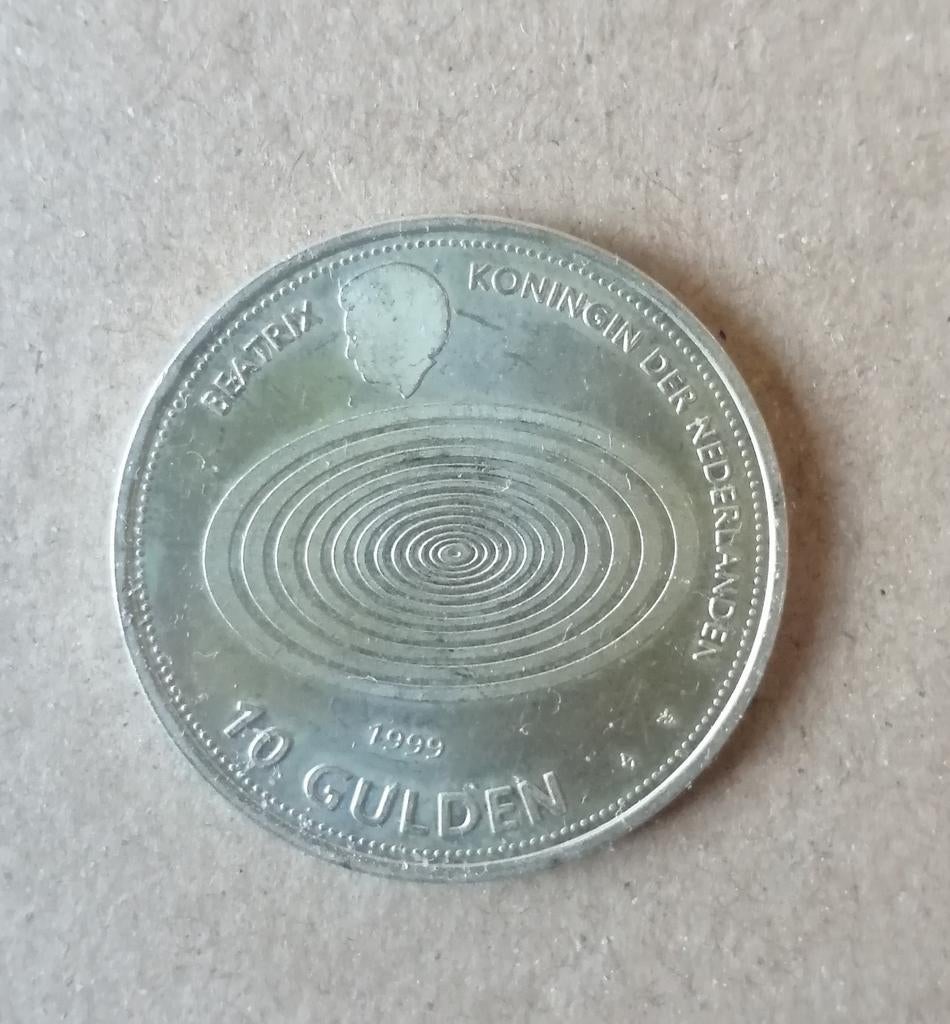 BEATRIX KONINGIN DER NEDERLANDEN
1999
10 GULDEN